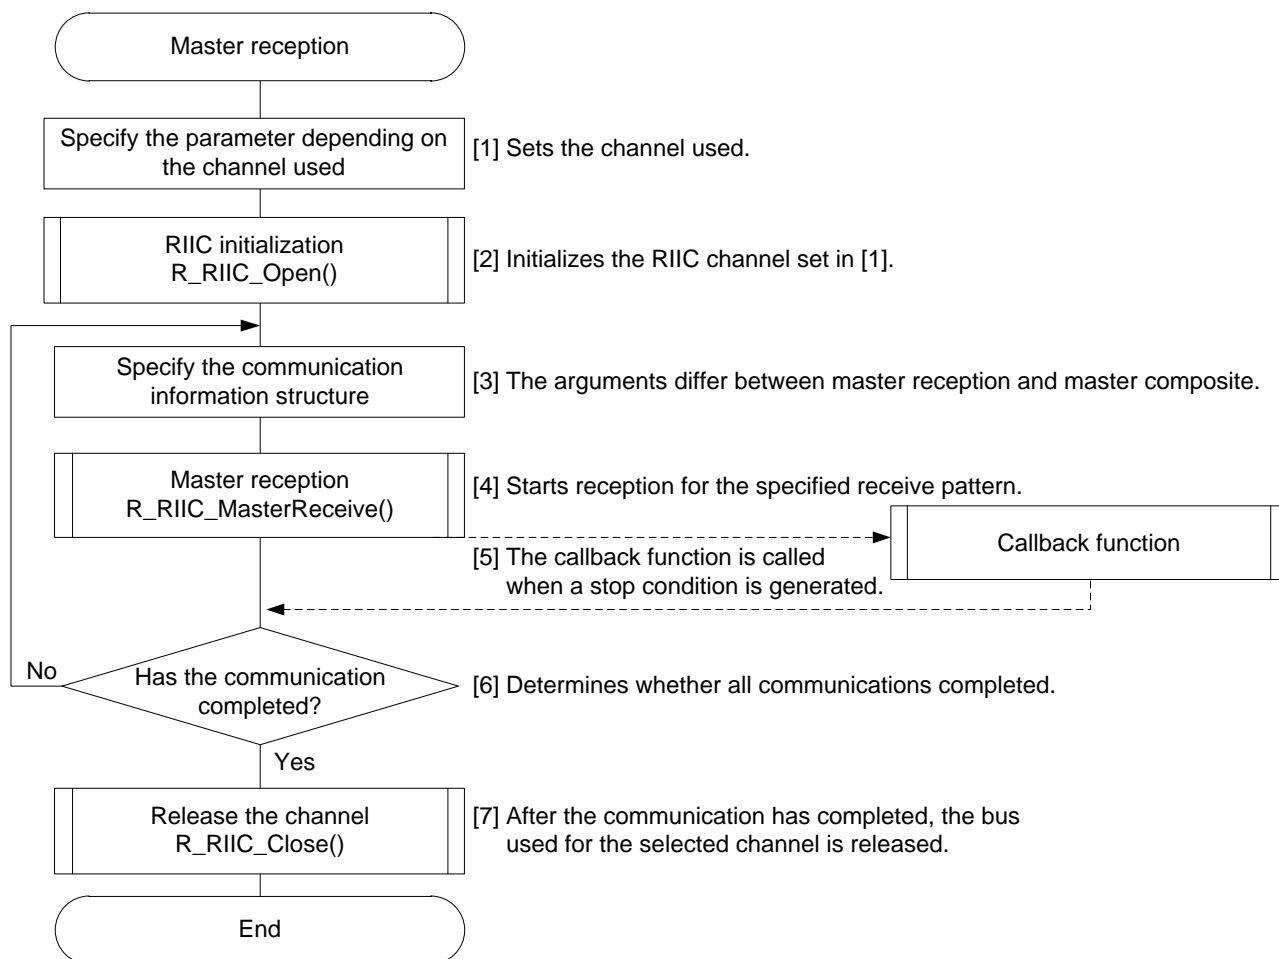 Master reception
Specify the parameter depending on
the channel used
[1] Sets the channel used.
RIIC initialization
R_RIIC_Open()
[2] Initializes the RIIC channel set in [1].
Specify the communication
information structure
[3] The arguments differ between master reception and master composite.
Master reception
R_RIIC_MasterReceive()
[4] Starts reception for the specified receive pattern.
Callback function
[5] The callback function is called
when a stop condition is generated.
No
Has the communication
completed?
[6] Determines whether all communications completed.
Yes
Release the channel
R_RIIC_Close()
[7] After the communication has completed, the bus
used for the selected channel is released.
End